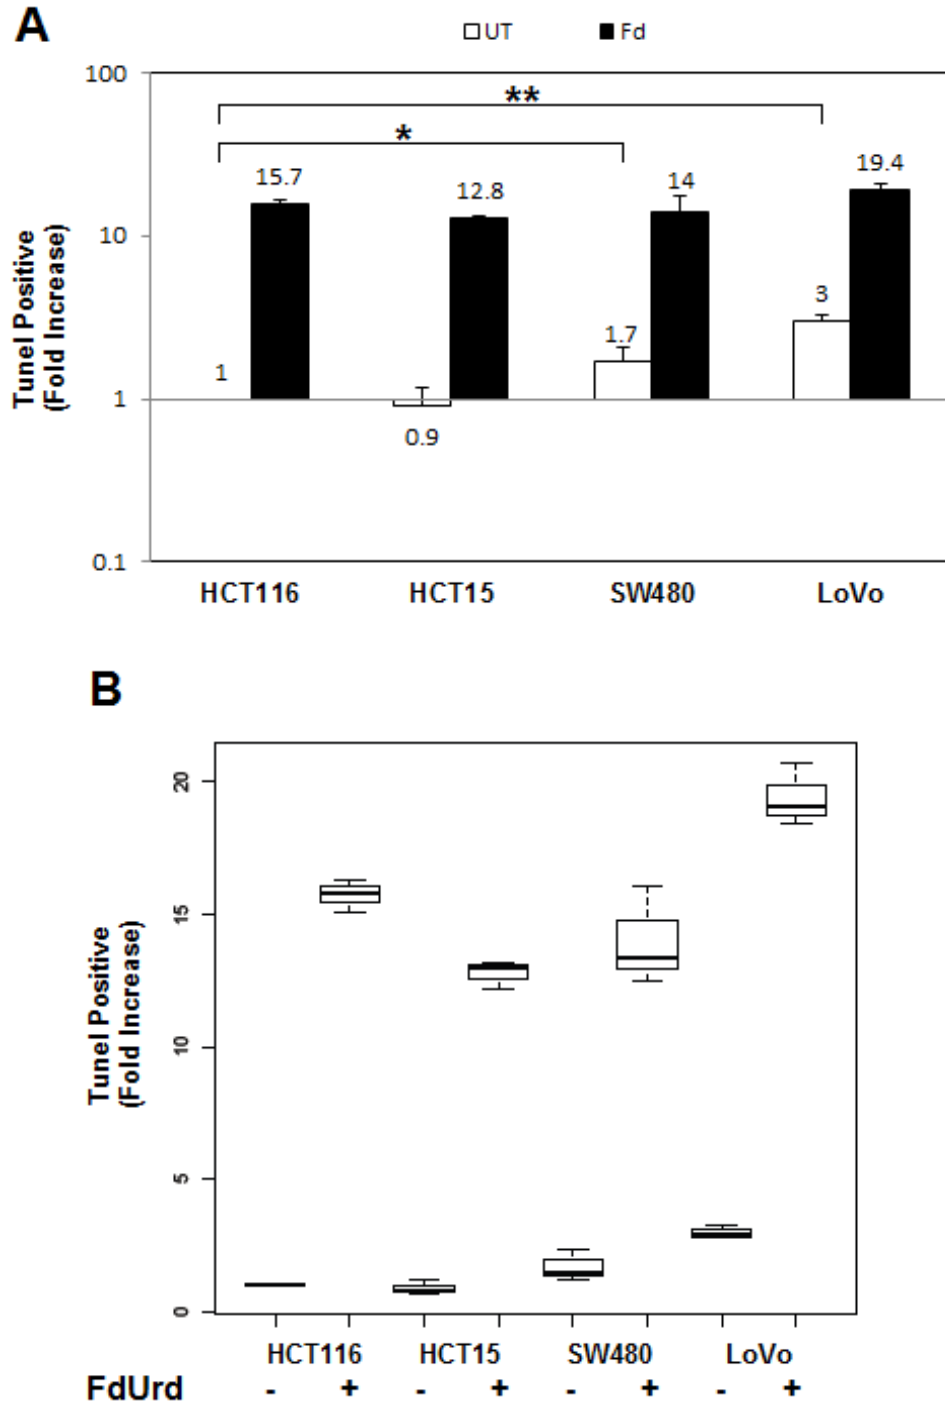 A
UT Fd
100
**
*
15.7 12.8 14 19.4
10
3
1.7
1
1
0.9
0.1
Tunel Positive
(Fold Increase)
HCT116 HCT15 SW480 LoVo
B
20
15
10
5
0
Tunel Positive
(Fold Increase)
HCT116 HCT15 SW480 LoVo
FdUrd - + - + - + - +